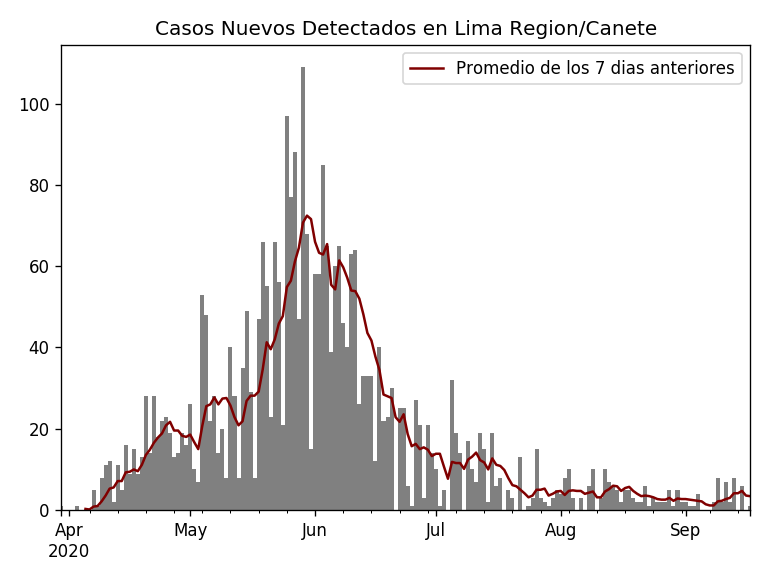 Casos Nuevos Detectados en Lima Region/Canete
Promedio de los 7 dias anteriores
100
80
60
40
20
0
Apr May Jun Jul Aug Sep
2020